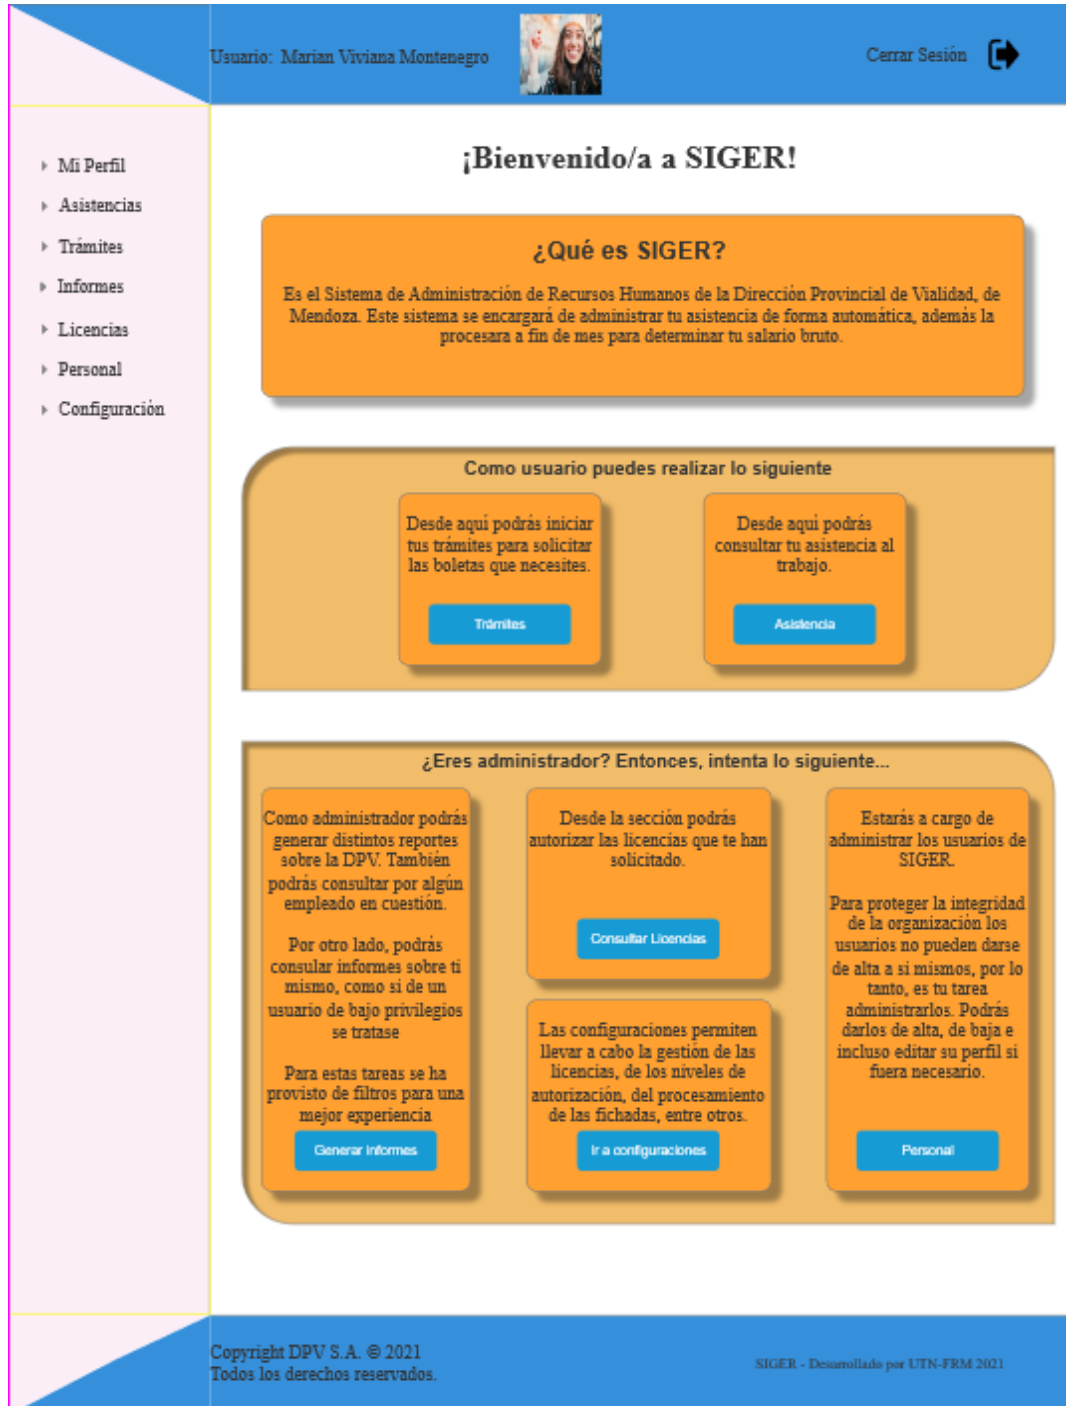 Usuario: Marian Viviana Montenegro
Cerrar Sesión
Mi Perfil
Asistencias
Trámites
Informes
Licencias
Personal
Configuración
¡Bienvenido/a a SIGER!
¿Qué es SIGER?
Es el Sistema de Administración de Recursos Humanos de la Dirección Provincial de Vialidad, de
Mendoza. Este sistema se encargará de administrar tu asistencia de forma automática, además la
procesara a fin de mes para determinar tu salario bruto.
Como usuario puedes realizar lo siguiente
Desde aquí podrás iniciar
tus trámites para solicitar
las boletas que necesites.
Trámites
Desde aqui podrás
consultar tu asistencia al
trabajo.
Asistencia
¿Eres administrador? Entonces, intenta lo siguiente...
Como administrador podrás
generar distintos reportes
sobre la DPV. También
podrás consultar por algún
empleado en cuestión.
Por otro lado, podrás
consular informes sobre ti
mismo, como si de un
usuario de bajo privilegios
se tratase
Para estas tareas se ha
provisto de filtros para una
mejor experiencia
Generar informes
Desde la sección podrás
autorizar las licencias que te han
solicitado.
Consultar Licencias
Las configuraciones permiten
llevar a cabo la gestión de las
licencias, de los niveles de
autorización, del procesamiento
de las fichadas, entre otros.
Ir a configuraciones
Estarás a cargo de
administrar los usuarios de
SIGER.
Para proteger la integridad
de la organización los
usuarios no pueden darse
de alta a si mismos, por lo
tanto, es tu tarea
administrarlos. Podrás
darlos de alta, de baja e
incluso editar su perfil si
fuera necesario.
Personal
Copyright DPV S.A. © 2021
Todos los derechos reservados.
SIGER - Desarrollado por UTN-FRM 2021